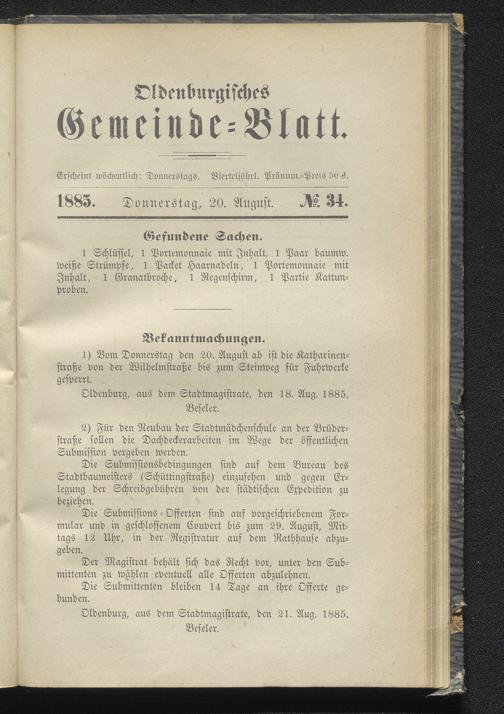 Oldenburgisches
Gemeinde=Blatt.
Erscheint wöchentlich: Donnerstags. Vierteljährl. Pränum.=Preis 50 ₰.
1885. Donnerstag, 20. August. № 34.
Gefundene Sachen.
1 Schlüssel, 1 Portemonnaie mit Inhalt, 1 Paar baumw.
weiße Strümpfe, 1 Packet Haarnadeln, 1 Portemonnaie mit
Inhalt, 1 Granatbroche, 1 Regenschirm, 1 Partie Kattun-
proben.
Bekanntmachungen.
1) Vom Donnerstag den 20. August ab ist die Katharinen-
straße von der Wilhelmstraße bis zum Steinweg für Fuhrwerke
gesperrt.
Oldenburg, aus dem Stadtmagistrate, den 18. Aug. 1885.
Beseler.
2) Für den Neubau der Stadtmädchenschule an der Brüder-
straße sollen die Dachdeckerarbeiten im Wege der öffentlichen
Submission vergeben werden.
Die Submissionsbedingungen sind auf dem Bureau des
Stadtbaumeisters (Schüttingstraße) einzusehen und gegen Er-
legung der Schreibgebühren von der städtischen Expedition zu
beziehen.
Die Submissions=Offerten sind auf vorgeschriebenem For-
mular und in geschlossenem Couvert bis zum 29. August, Mit-
tags 12 Uhr, in der Registratur auf dem Rathhause abzu-
geben.
Der Magistrat behält sich das Recht vor, unter den Sub-
mittenten zu wählen eventuell alle Offerten abzulehnen.
Die Submittenten bleiben 14 Tage an ihre Offerte ge-
bunden.
Oldenburg, aus dem Stadtmagistrate, den 21. Aug. 1885.
Beseler.